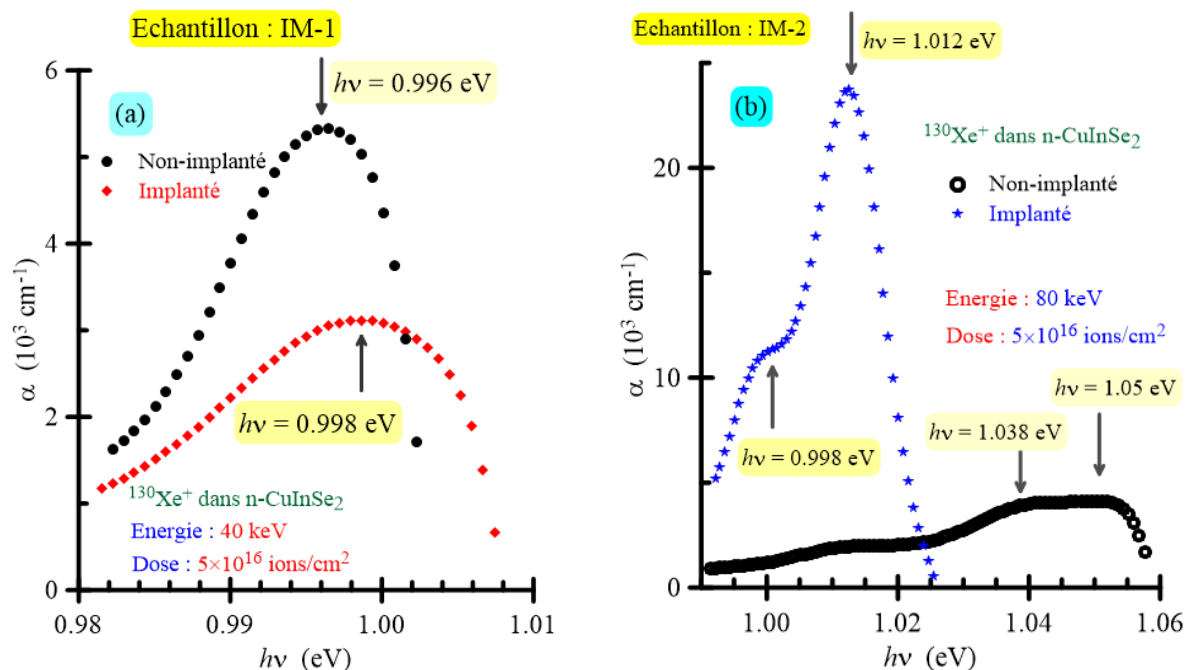 Echantillon : IM-1
hν = 0.996 eV
(a)
Non-implanté
Implanté
hν = 0.998 eV
¹³⁰Xe⁺ dans n-CuInSe₂
Energie : 40 keV
Dose : 5×10¹⁶ ions/cm²
α (10³ cm⁻¹)
6
4
2
0
0.98
0.99
1.00
1.01
hν (eV)
Echantillon : IM-2
hν = 1.012 eV
(b)
¹³⁰Xe⁺ dans n-CuInSe₂
Non-implanté
Implanté
Energie : 80 keV
Dose : 5×10¹⁶ ions/cm²
hν = 1.05 eV
hν = 1.038 eV
hν = 0.998 eV
α (10³ cm⁻¹)
20
10
0
1.00
1.02
1.04
1.06
hν (eV)